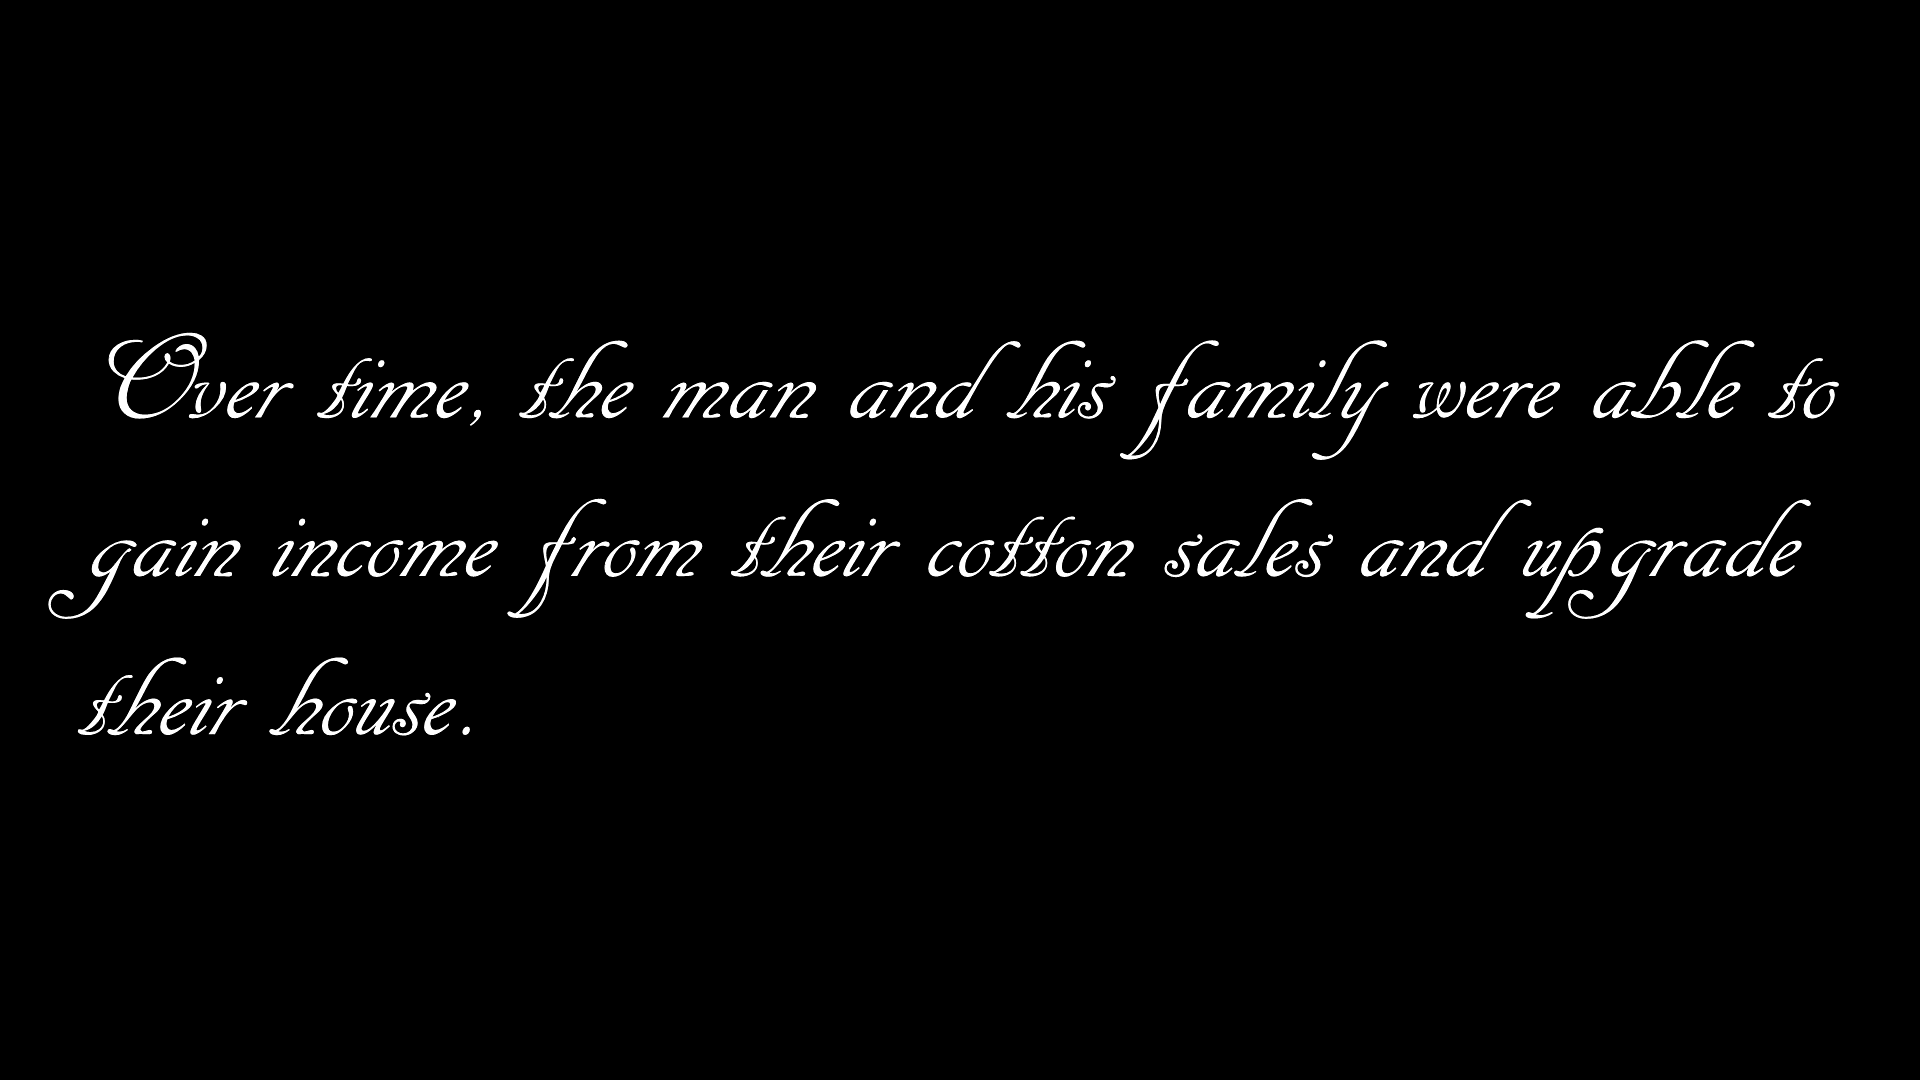 Over time, the man and his family were able to
gain income from their cotton sales and upgrade
their house.